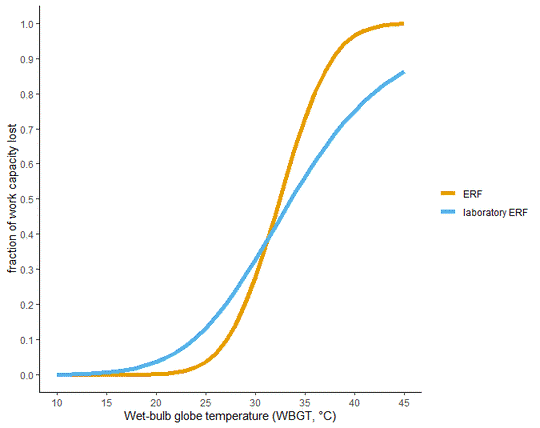 fraction of work capacity lost
1.0
0.9
0.8
0.7
0.6
0.5
0.4
0.3
0.2
0.1
0.0
10 15 20 25 30 35 40 45
Wet-bulb globe temperature (WBGT, °C)
ERF
laboratory ERF